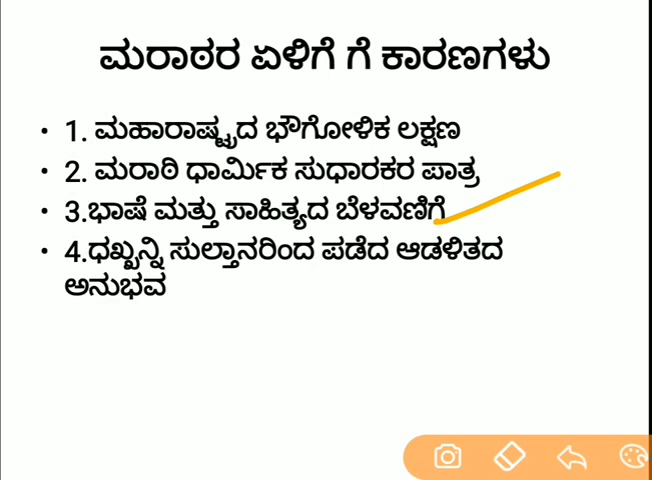 ಮರಾಠರ ಏಳಿಗೆ ಗೆ ಕಾರಣಗಳು
• 1. ಮಹಾರಾಷ್ಟ್ರದ ಭೌಗೋಳಿಕ ಲಕ್ಷಣ
• 2. ಮರಾಠಿ ಧಾರ್ಮಿಕ ಸುಧಾರಕರ ಪಾತ್ರ
• 3.ಭಾಷೆ ಮತ್ತು ಸಾಹಿತ್ಯದ ಬೆಳವಣಿಗೆ
• 4.ಧಖ್ಖನ್ನಿ ಸುಲ್ತಾನರಿಂದ ಪಡೆದ ಆಡಳಿತದ
ಅನುಭವ